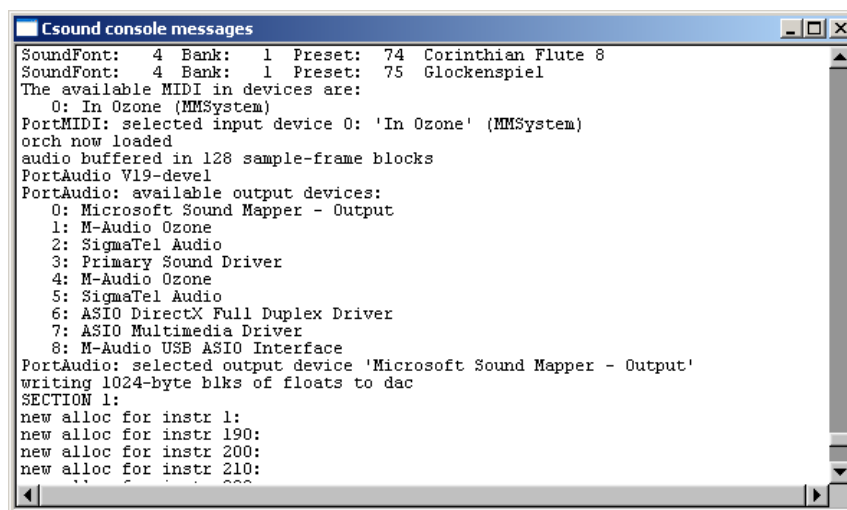 Csound console messages
SoundFont:   4  Bank:   1  Preset:  74  Corinthian Flute 8
SoundFont:   4  Bank:   1  Preset:  75  Glockenspiel
The available MIDI in devices are:
   0: In Ozone (MMSystem)
PortMIDI: selected input device 0: 'In Ozone' (MMSystem)
orch now loaded
audio buffered in 128 sample-frame blocks
PortAudio V19-devel
PortAudio: available output devices:
   0: Microsoft Sound Mapper - Output
   1: M-Audio Ozone
   2: SigmaTel Audio
   3: Primary Sound Driver
   4: M-Audio Ozone
   5: SigmaTel Audio
   6: ASIO DirectX Full Duplex Driver
   7: ASIO Multimedia Driver
   8: M-Audio USB ASIO Interface
PortAudio: selected output device 'Microsoft Sound Mapper - Output'
writing 1024-byte blks of floats to dac
SECTION 1:
new alloc for instr 1:
new alloc for instr 190:
new alloc for instr 200:
new alloc for instr 210: